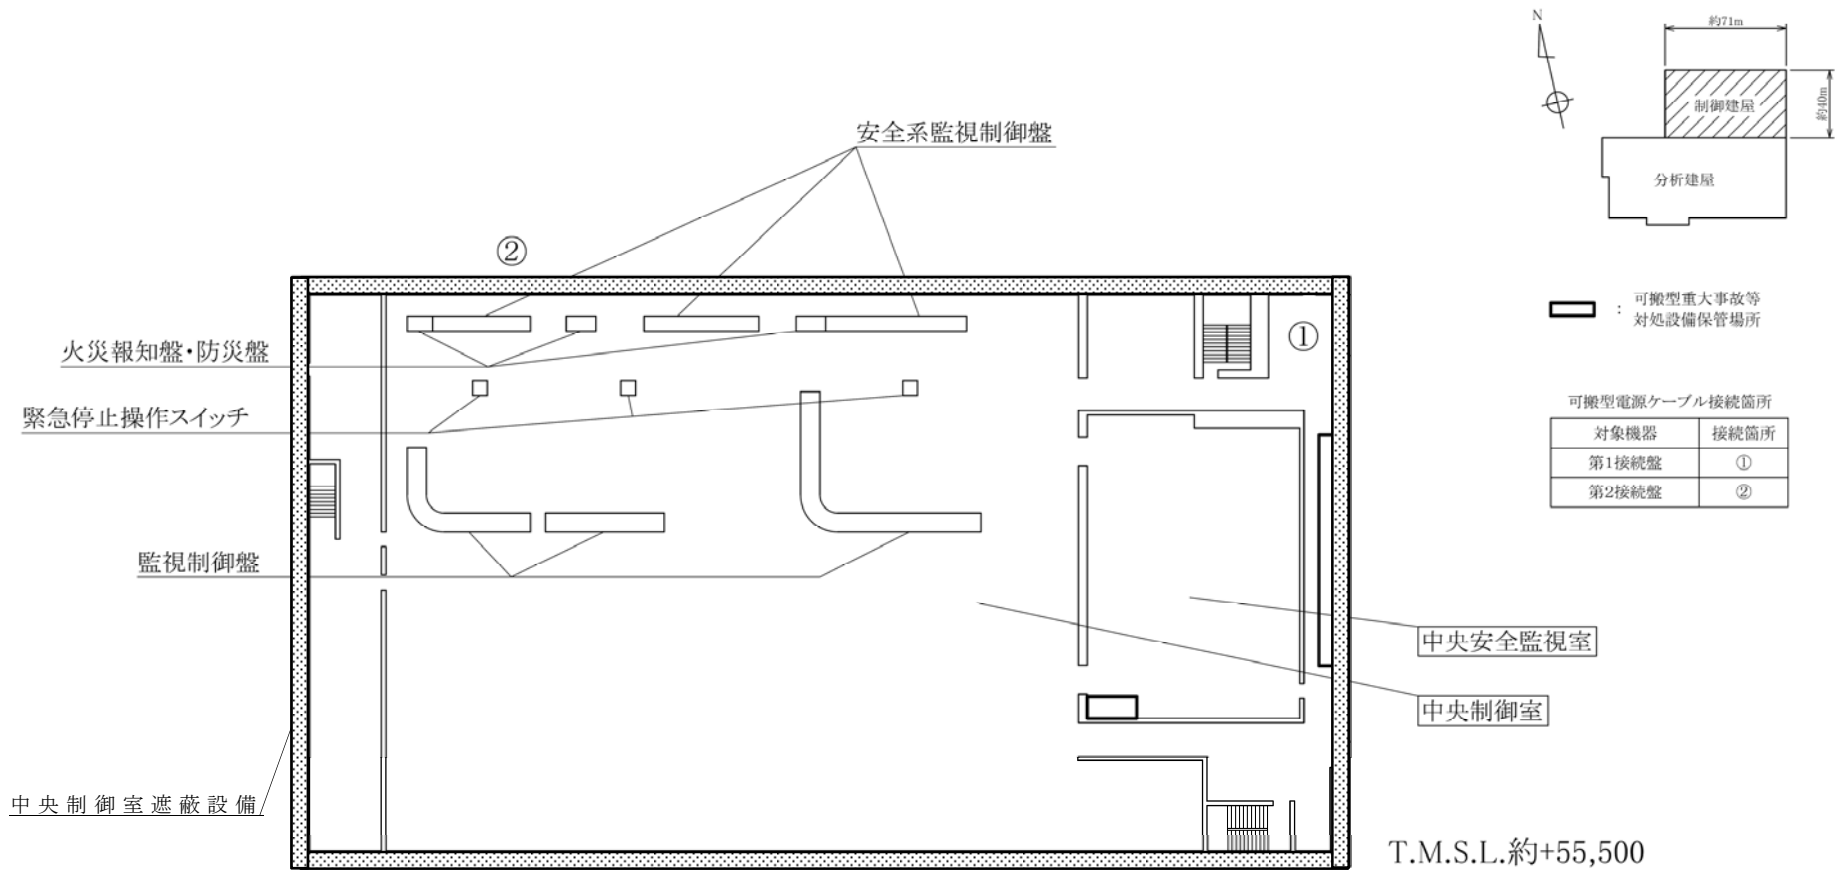 N
約71m
約40m
制御建屋
分析建屋
安全系監視制御盤
②
①
火災報知盤・防災盤
緊急停止操作スイッチ
監視制御盤
中央制御室遮蔽設備
：可搬型重大事故等
対処設備保管場所
可搬型電源ケーブル接続箇所
対象機器 接続箇所
第1接続盤 ①
第2接続盤 ②
中央安全監視室
中央制御室
T.M.S.L.約+55,500